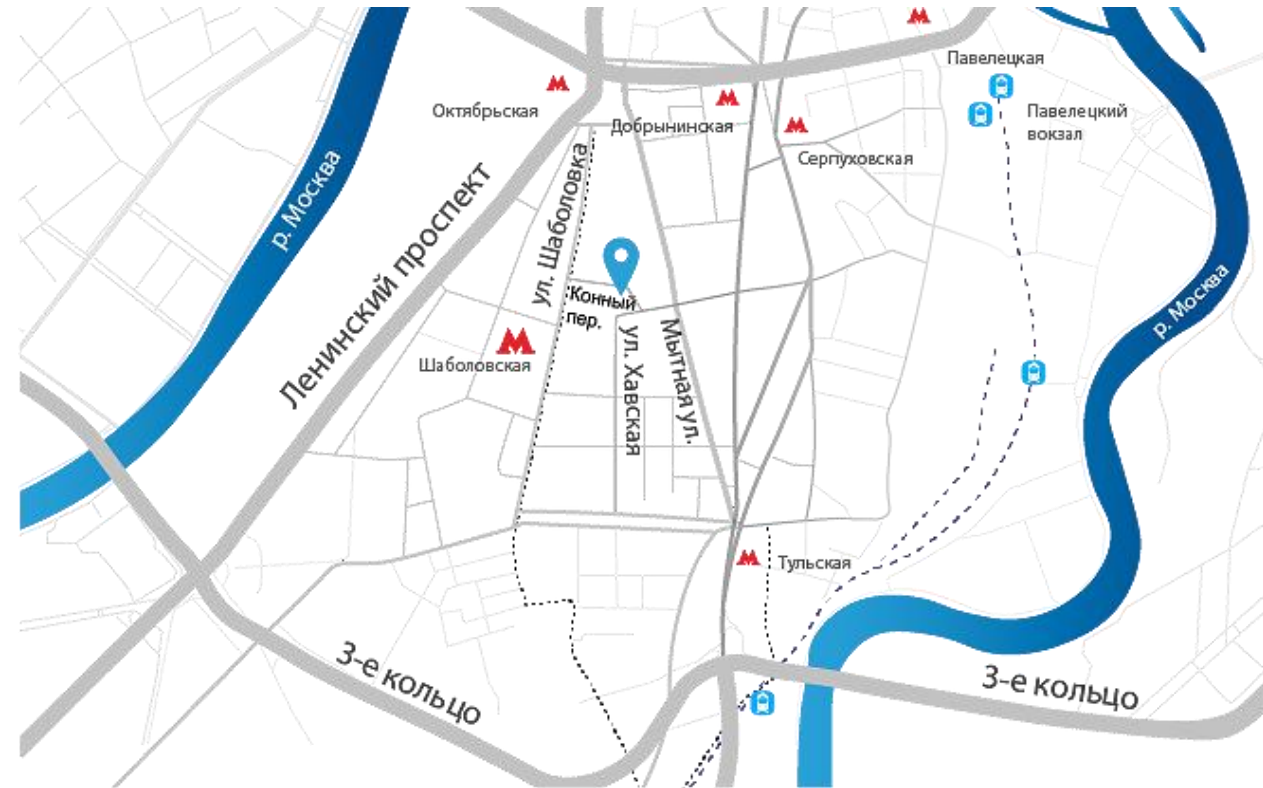 Павелецкая
Октябрьская
Добрынинская
Павелецкий
вокзал
Серпуховская
р. Москва
Ленинский проспект
ул. Шаболовка
Конный
пер.
р. Москва
Шаболовская
ул. Хавская
Мытная ул.
Тульская
3-е кольцо
3-е кольцо